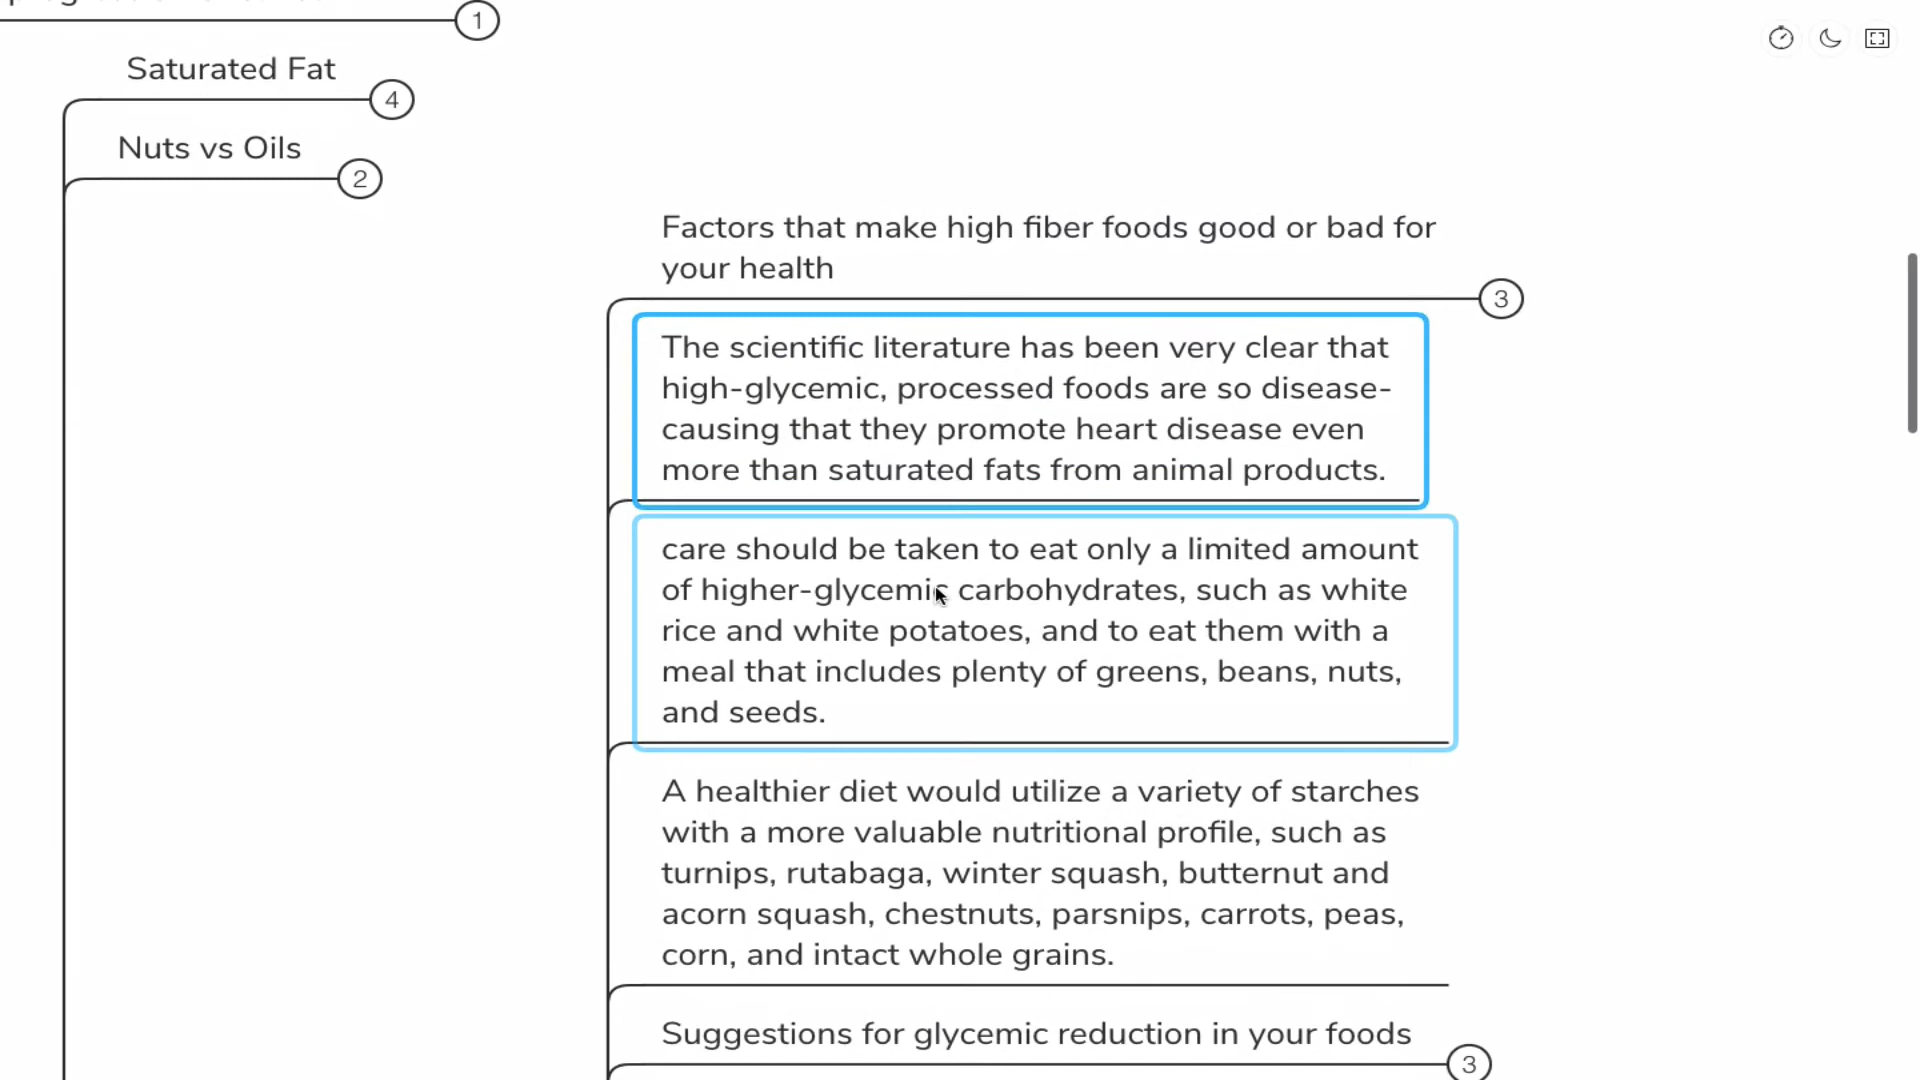 1
Saturated Fat
4
Nuts vs Oils
2
Factors that make high fiber foods good or bad for
your health
3
The scientific literature has been very clear that
high-glycemic, processed foods are so disease-
causing that they promote heart disease even
more than saturated fats from animal products.
care should be taken to eat only a limited amount
of higher-glycemic carbohydrates, such as white
rice and white potatoes, and to eat them with a
meal that includes plenty of greens, beans, nuts,
and seeds.
A healthier diet would utilize a variety of starches
with a more valuable nutritional profile, such as
turnips, rutabaga, winter squash, butternut and
acorn squash, chestnuts, parsnips, carrots, peas,
corn, and intact whole grains.
Suggestions for glycemic reduction in your foods
3